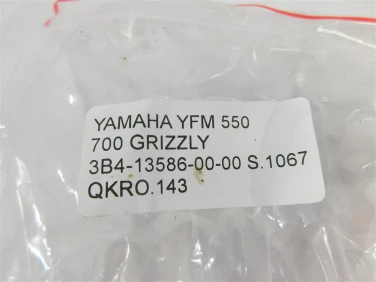 YAMAHA YFM 550
700 GRIZZLY
3B4-13586-00-00 S.1067
QKRO.143